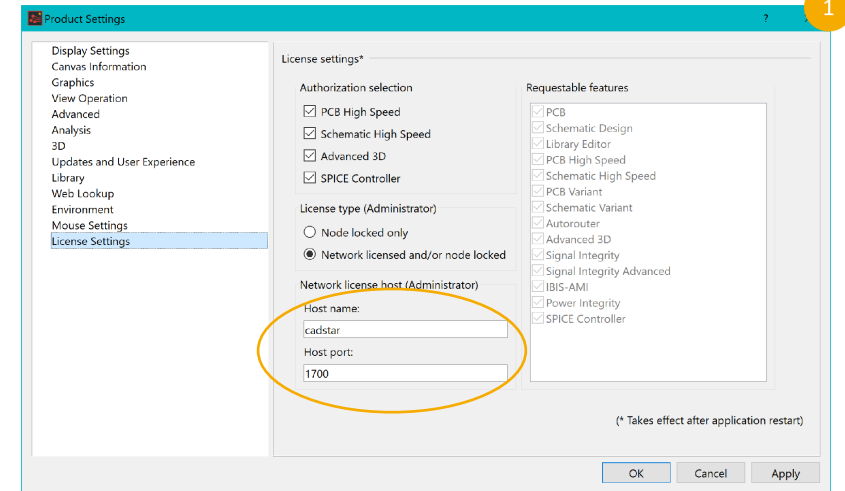 Product Settings
?
1
Display Settings
Canvas Information
Graphics
View Operation
Advanced
Analysis
3D
Updates and User Experience
Library
Web Lookup
Environment
Mouse Settings
License Settings
License settings*
Authorization selection
PCB High Speed
Schematic High Speed
Advanced 3D
SPICE Controller
License type (Administrator)
Node locked only
Network licensed and/or node locked
Network license host (Administrator)
Host name:
cadstar
Host port:
1700
Requestable features
PCB
Schematic Design
Library Editor
PCB High Speed
Schematic High Speed
PCB Variant
Schematic Variant
Autorouter
Advanced 3D
Signal Integrity
Signal Integrity Advanced
IBIS-AMI
Power Integrity
SPICE Controller
(* Takes effect after application restart)
OK
Cancel
Apply